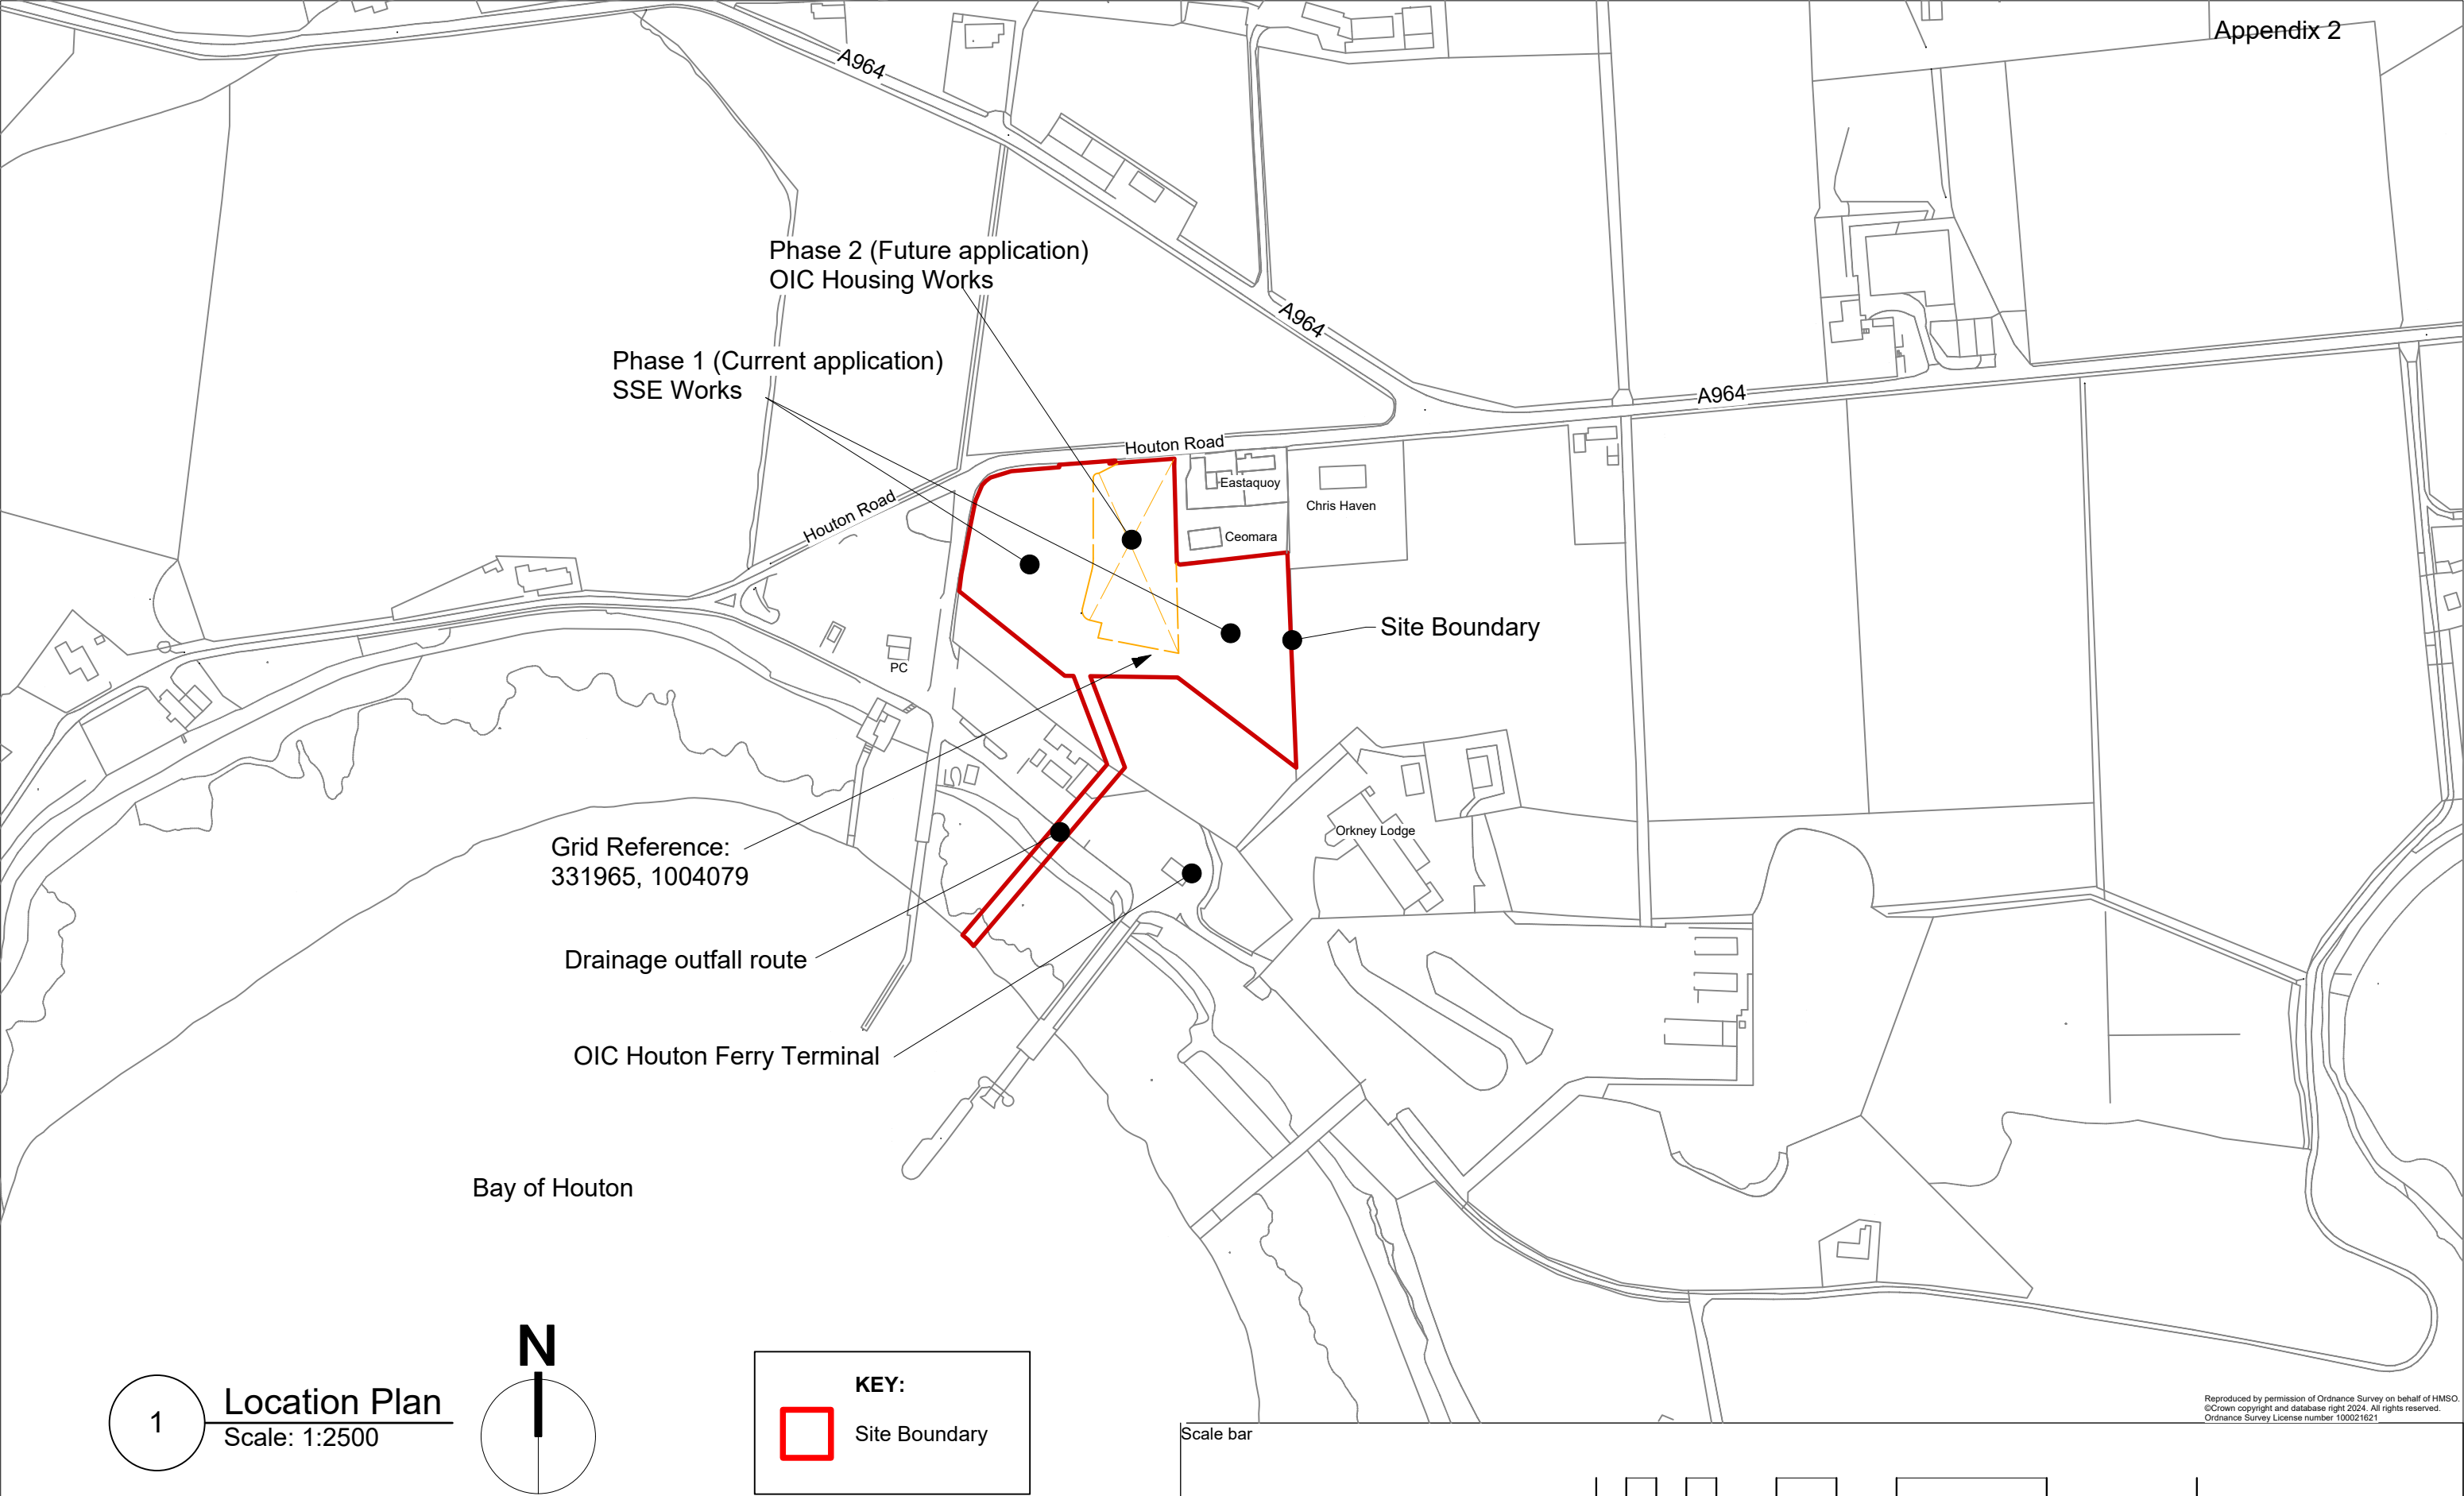 Appendix 2
A964
Phase 2 (Future application)
OIC Housing Works
A964
Phase 1 (Current application)
SSE Works
A964
Houton Road
Eastaquoy
Chris Haven
Houton Road
Ceomara
Site Boundary
PC
Orkney Lodge
Grid Reference:
331965, 1004079
Drainage outfall route
OIC Houton Ferry Terminal
Bay of Houton
N
1
Location Plan
Scale: 1:2500
KEY:
Site Boundary
Reproduced by permission of Ordnance Survey on behalf of HMSO.
©Crown copyright and database right 2024. All rights reserved.
Ordnance Survey License number 100021621
Scale bar